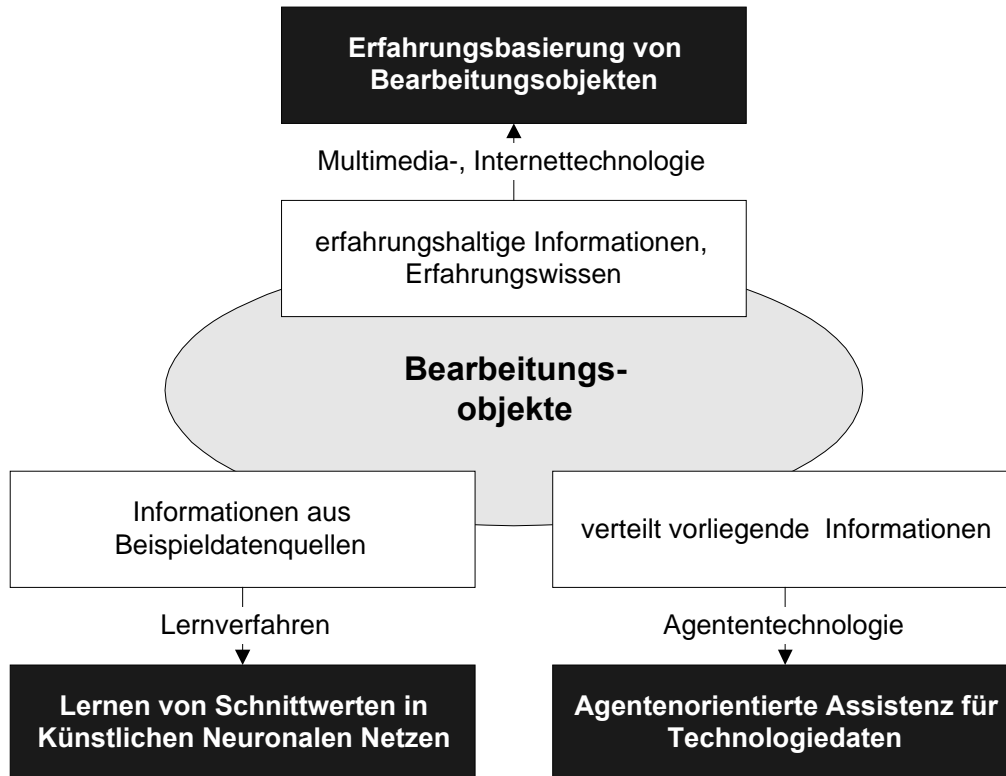 Erfahrungsbasierung von
Bearbeitungsobjekten
Multimedia-, Internettechnologie
erfahrungshaltige Informationen,
Erfahrungswissen
Bearbeitungs-
objekte
Informationen aus
Beispieldatenquellen
verteilt vorliegende Informationen
Lernverfahren
Agententechnologie
Lernen von Schnittwerten in
Künstlichen Neuronalen Netzen
Agentenorientierte Assistenz für
Technologiedaten